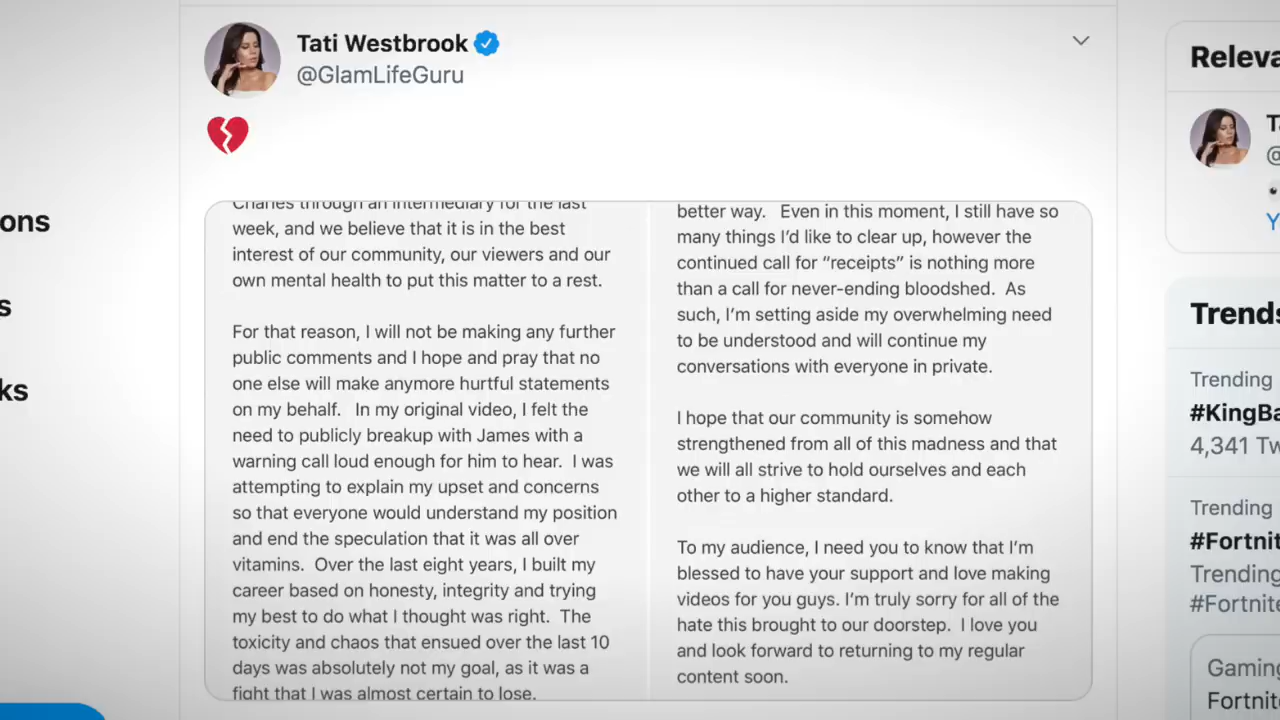 Tati Westbrook
@GlamLifeGuru
Charles through an intermediary for the last
week, and we believe that it is in the best
interest of our community, our viewers and our
own mental health to put this matter to a rest.
For that reason, I will not be making any further
public comments and I hope and pray that no
one else will make anymore hurtful statements
on my behalf.   In my original video, I felt the
need to publicly breakup with James with a
warning call loud enough for him to hear.  I was
attempting to explain my upset and concerns
so that everyone would understand my position
and end the speculation that it was all over
vitamins.  Over the last eight years, I built my
career based on honesty, integrity and trying
my best to do what I thought was right.  The
toxicity and chaos that ensued over the last 10
days was absolutely not my goal, as it was a
fight that I was almost certain to lose.
better way.   Even in this moment, I still have so
many things I'd like to clear up, however the
continued call for “receipts” is nothing more
than a call for never-ending bloodshed.  As
such, I'm setting aside my overwhelming need
to be understood and will continue my
conversations with everyone in private.
I hope that our community is somehow
strengthened from all of this madness and that
we will all strive to hold ourselves and each
other to a higher standard.
To my audience, I need you to know that I'm
blessed to have your support and love making
videos for you guys. I'm truly sorry for all of the
hate this brought to our doorstep.  I love you
and look forward to returning to my regular
content soon.
ons
s
ks
Releva
T
@
Y
Trends
Trending
#KingBa
4,341 Tw
Trending
#Fortnit
Trending
#Fortnite
Gaming
Fortnite